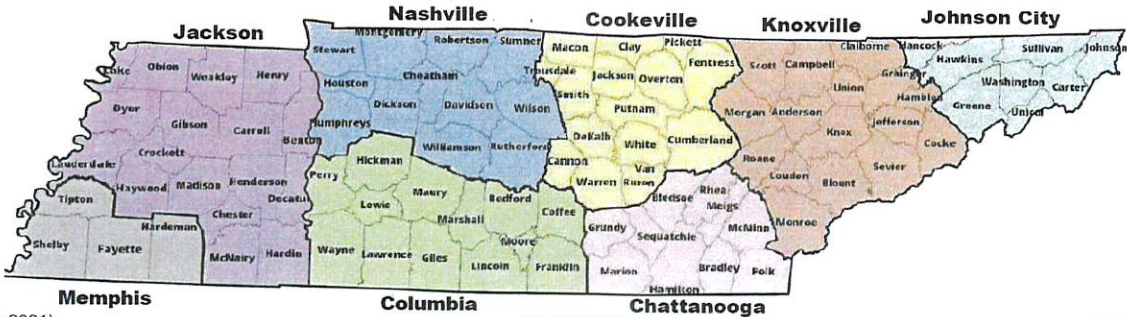 Nashville
Cookeville
Knoxville
Johnson City
Jackson
Lake
Obion
Weakley
Henry
Dyer
Gibson
Carroll
Benton
Lauderdale
Crockett
Haywood
Madison
Henderson
Decatu
Chester
McNairy
Hardin
Tipton
Shelby
Fayette
Hardeman
Stewart
Montgomery
Robertson
Sumner
Houston
Cheatham
Dickson
Davidson
Wilson
Humphreys
Williamson
Rutherford
Trousdale
Macon
Clay
Pickett
Fentress
Jackson
Overton
Smith
Putnam
DeKalb
White
Cumberland
Cannon
Warren
Van
Buren
Perry
Hickman
Lewis
Maury
Marshall
Bedford
Coffee
Moore
Wayne
Lawrence
Giles
Lincoln
Franklin
Bledsoe
Rhea
Meigs
McMinn
Grundy
Sequatchie
Marion
Hamilton
Bradley
Polk
Scott
Campbell
Claiborne
Union
Grainger
Hamblen
Morgan
Anderson
Knox
Jefferson
Cocke
Roane
Louden
Blount
Sevier
Monroe
Hancock
Hawkins
Sullivan
Johnson
Washington
Carter
Greene
Unicoi
Memphis
Columbia
Chattanooga